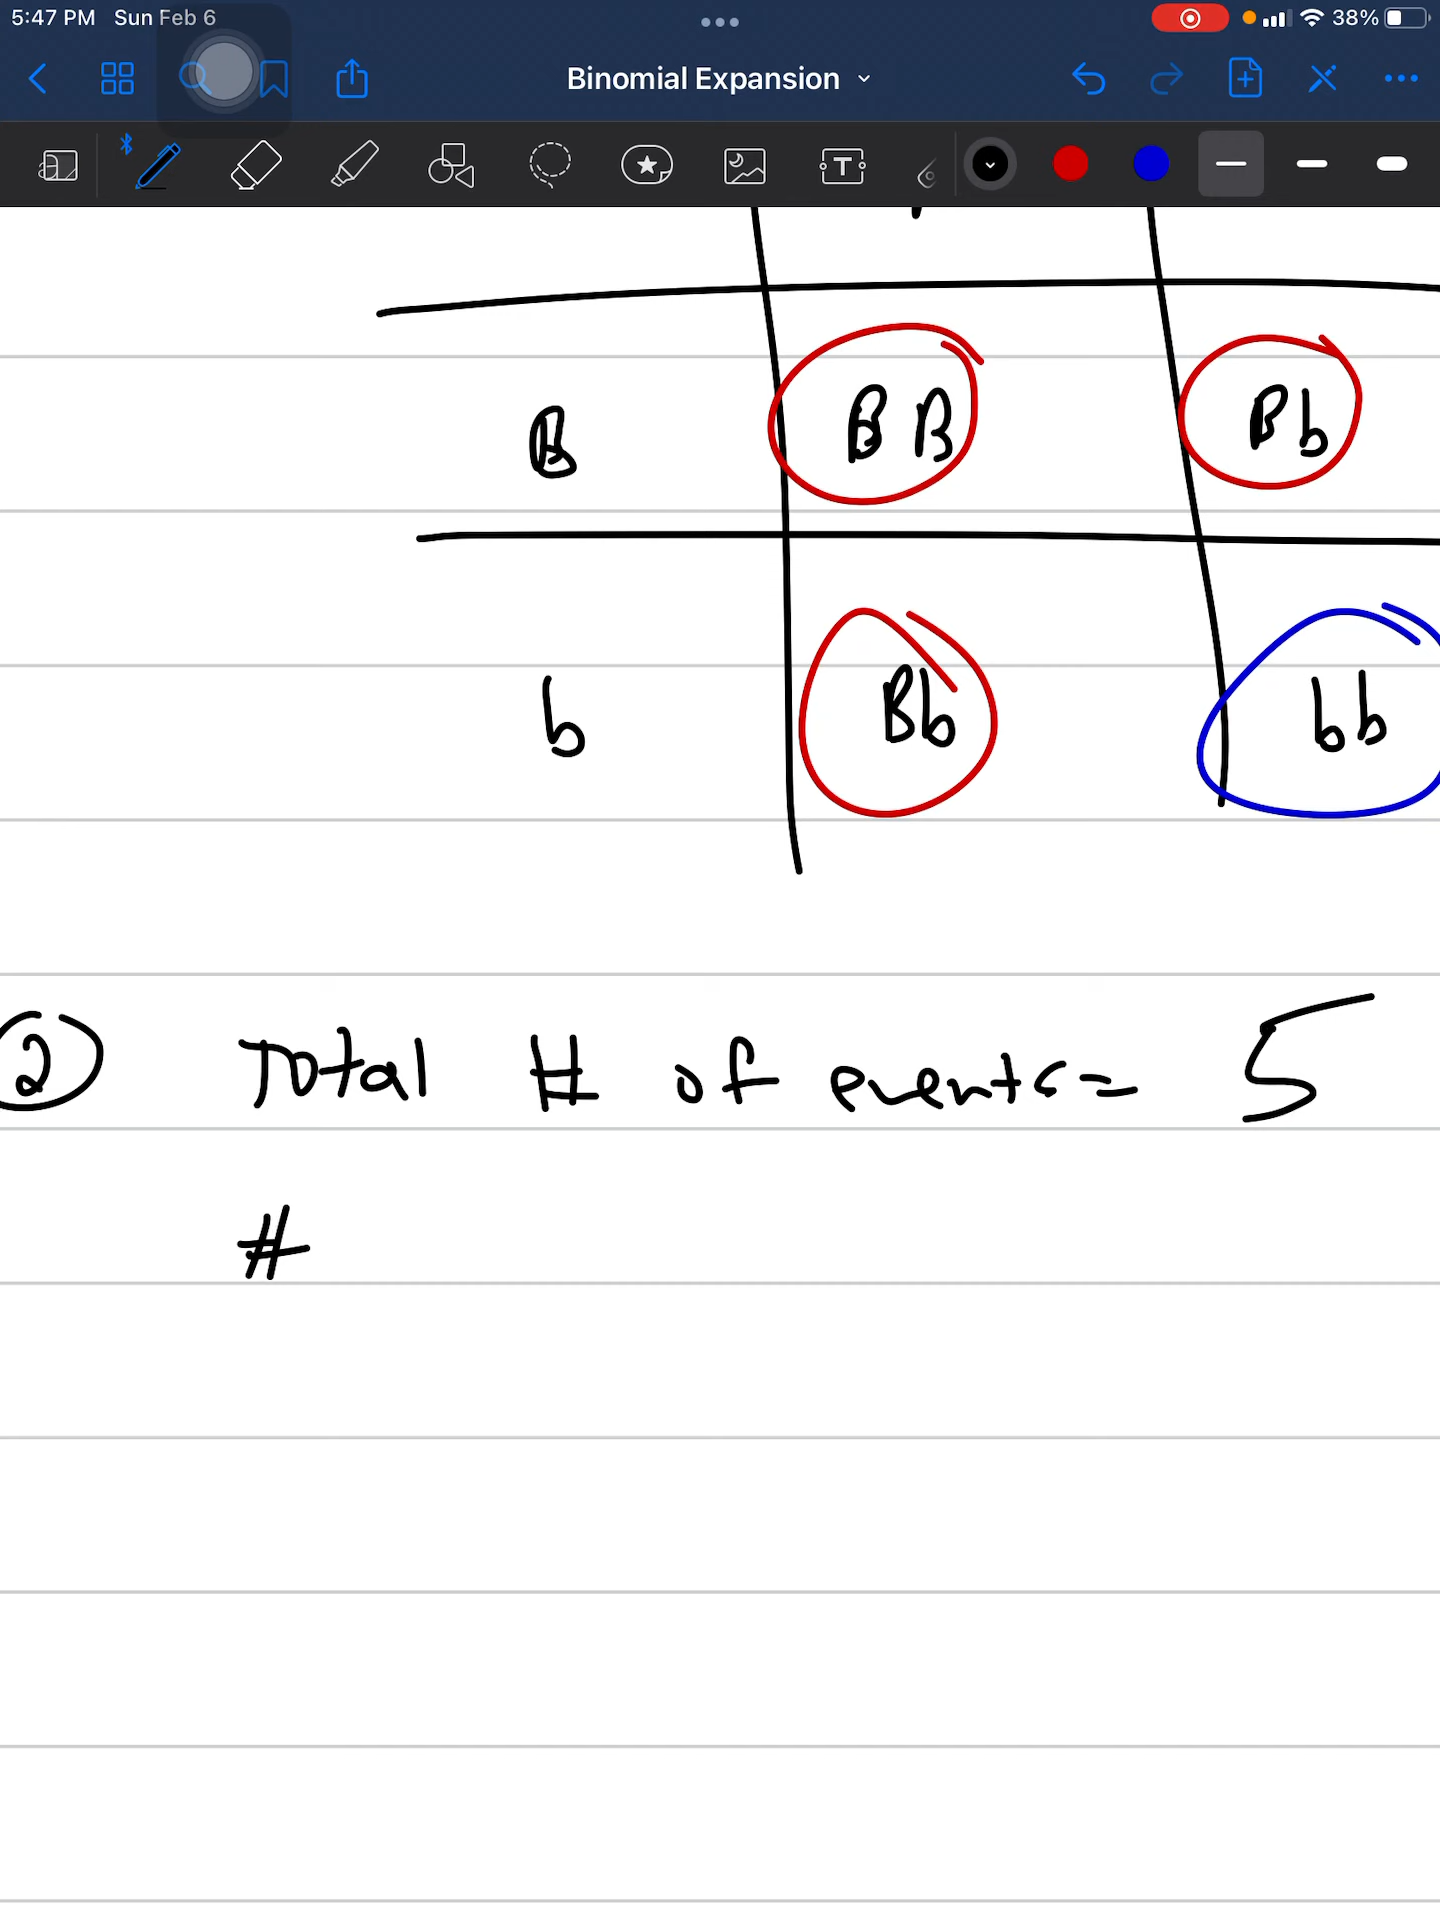 5:47 PM Sun Feb 6
38%
Binomial Expansion
B BB Bb
b Bb bb
② Total # of events = 5
#